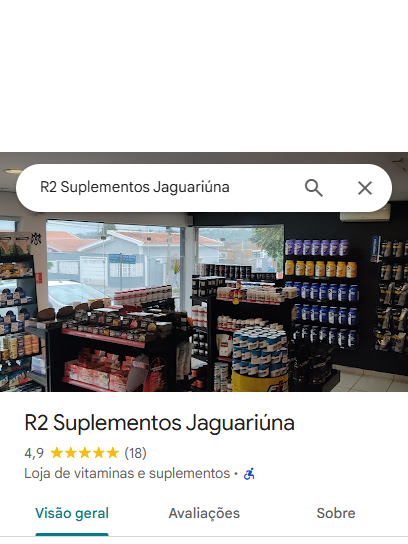 R2 Suplementos Jaguariúna
R2 Suplementos Jaguariúna
4,9 (18)
Loja de vitaminas e suplementos ·
Visão geral
Avaliações
Sobre